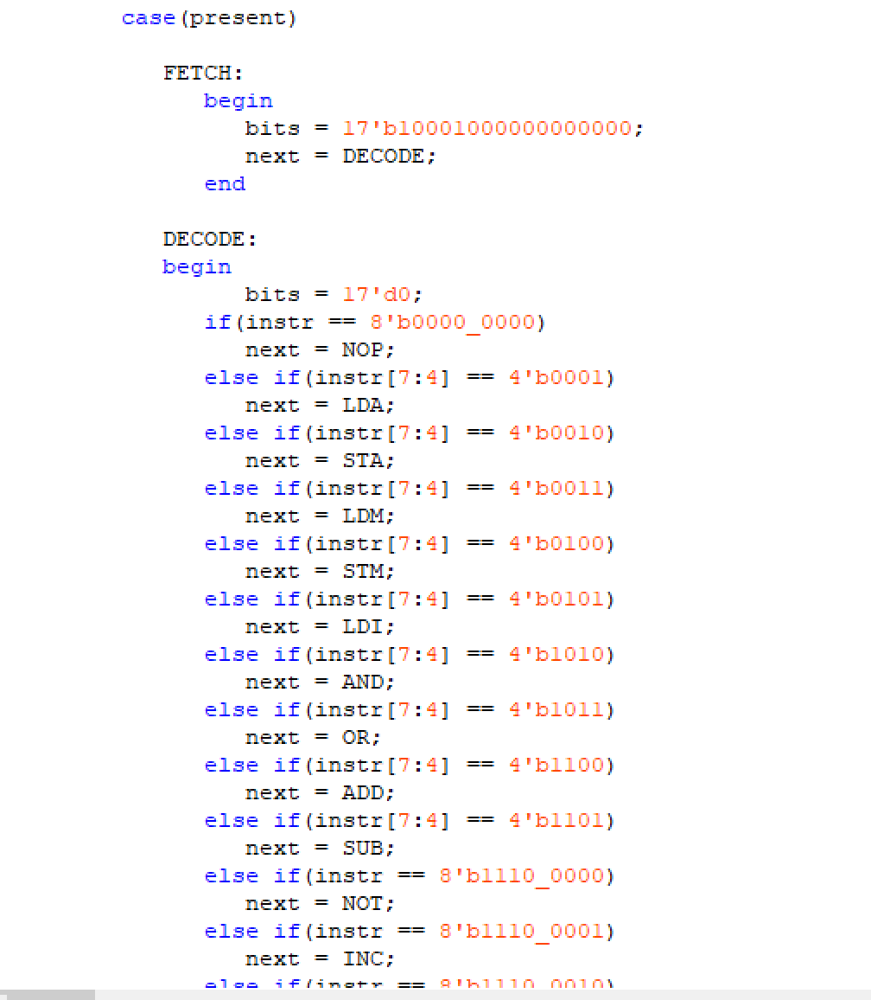 case(present)
FETCH:
begin
bits = 17'b10001000000000000;
next = DECODE;
end
DECODE:
begin
bits = 17'd0;
if(instr == 8'b0000_0000)
next = NOP;
else if(instr[7:4] == 4'b0001)
next = LDA;
else if(instr[7:4] == 4'b0010)
next = STA;
else if(instr[7:4] == 4'b0011)
next = LDM;
else if(instr[7:4] == 4'b0100)
next = STM;
else if(instr[7:4] == 4'b0101)
next = LDI;
else if(instr[7:4] == 4'b1010)
next = AND;
else if(instr[7:4] == 4'b1011)
next = OR;
else if(instr[7:4] == 4'b1100)
next = ADD;
else if(instr[7:4] == 4'b1101)
next = SUB;
else if(instr == 8'b1110_0000)
next = NOT;
else if(instr == 8'b1110_0001)
next = INC;
else if(instr == 8'b1110_0010)